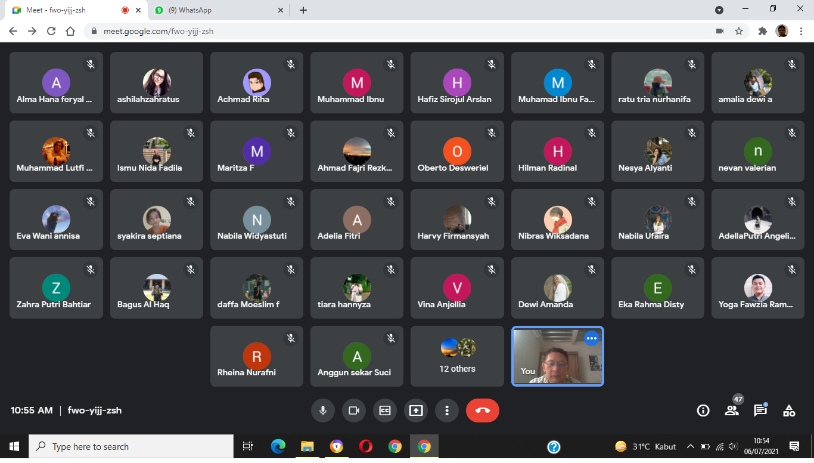 Meet - fwo-yijj-zsh
(9) WhatsApp
meet.google.com/fwo-yijj-zsh
A
Alma Hana feryal ...
ashilahzahratus
Achmad Riha
M
Muhammad Ibnu
H
Hafiz Sirojul Arslan
M
Muhamad Ibnu Fa...
ratu tria nurhanifa
amalia dewi a
Muhammad Lutfi ...
Ismu Nida Fadila
M
Maritza F
Ahmad Fajri Rezk...
O
Oberto Desweriel
H
Hilman Radinal
Nesya Alyanti
n
nevan valerian
Eva Wani annisa
syakira septiana
N
Nabila Widyastuti
A
Adelia Fitri
Harvy Firmansyah
Nibras Wiksadana
Nabila Ufaira
AdellaPutri Angeli...
Z
Zahra Putri Bahtiar
Bagus Al Haq
daffa Moeslim f
tiara hannyza
V
Vina Anjellia
Dewi Amanda
E
Eka Rahma Disty
Yoga Fawzia Ram...
R
Rheina Nurafni
A
Anggun sekar Suci
12 others
You
10:55 AM | fwo-yijj-zsh
47
Type here to search
31°C Kabut
10:54
06/07/2021